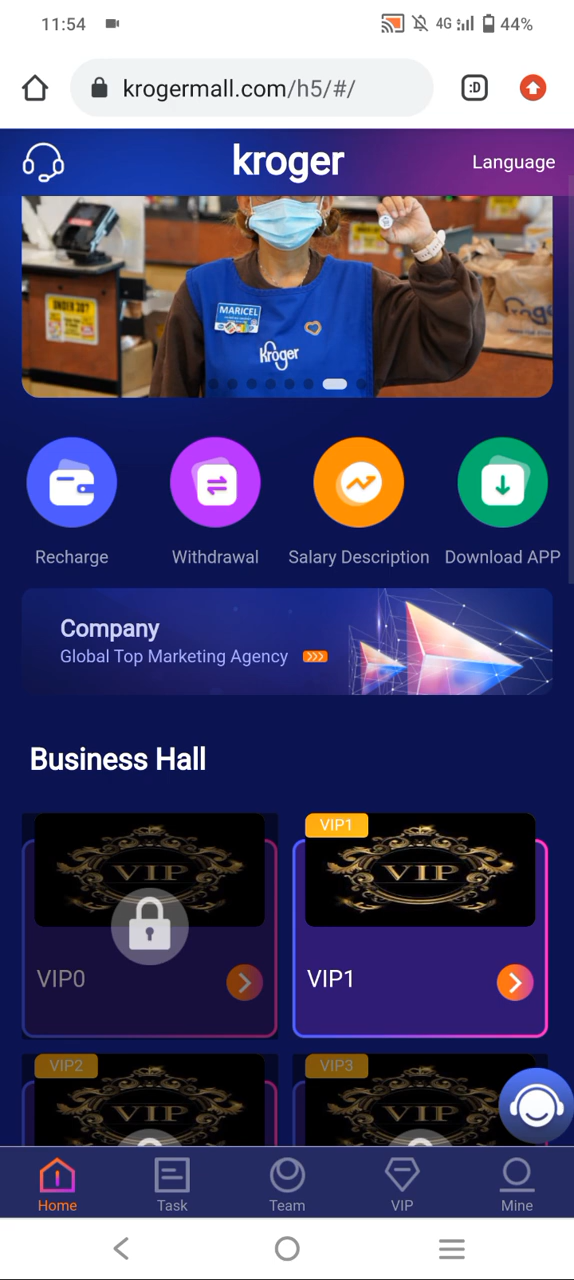 11:54
4G
44%
krogermall.com/h5/#/
:D
kroger
Language
UNDER 30?
MARICEL
Kroger
Recharge
Withdrawal
Salary Description
Download APP
Company
Global Top Marketing Agency
Business Hall
VIP
VIP0
VIP1
VIP
VIP1
VIP2
VIP
VIP3
VIP
Home
Task
Team
VIP
Mine